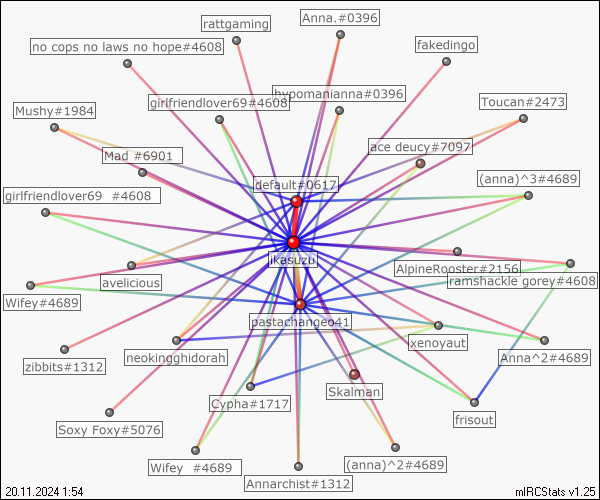 rattgaming
Anna.#0396
no cops no laws no hope#4608
fakedingo
girlfriendlover69#4608
hypomanianna#0396
Toucan#2473
Mushy#1984
Mad #6901
ace deucy#7097
default#0617
(anna)^3#4689
girlfriendlover69 #4608
ikasuzu
AlpineRooster#2156
ramshackle gorey#4608
avelicious
Wifey#4689
pastachangeo41
xenoyaut
zibbits#1312
neokingghidorah
Anna^2#4689
Skalman
Cypha#1717
Soxy Foxy#5076
frisout
Wifey #4689
(anna)^2#4689
Annarchist#1312
20.11.2024 1:54
mIRCStats v1.25